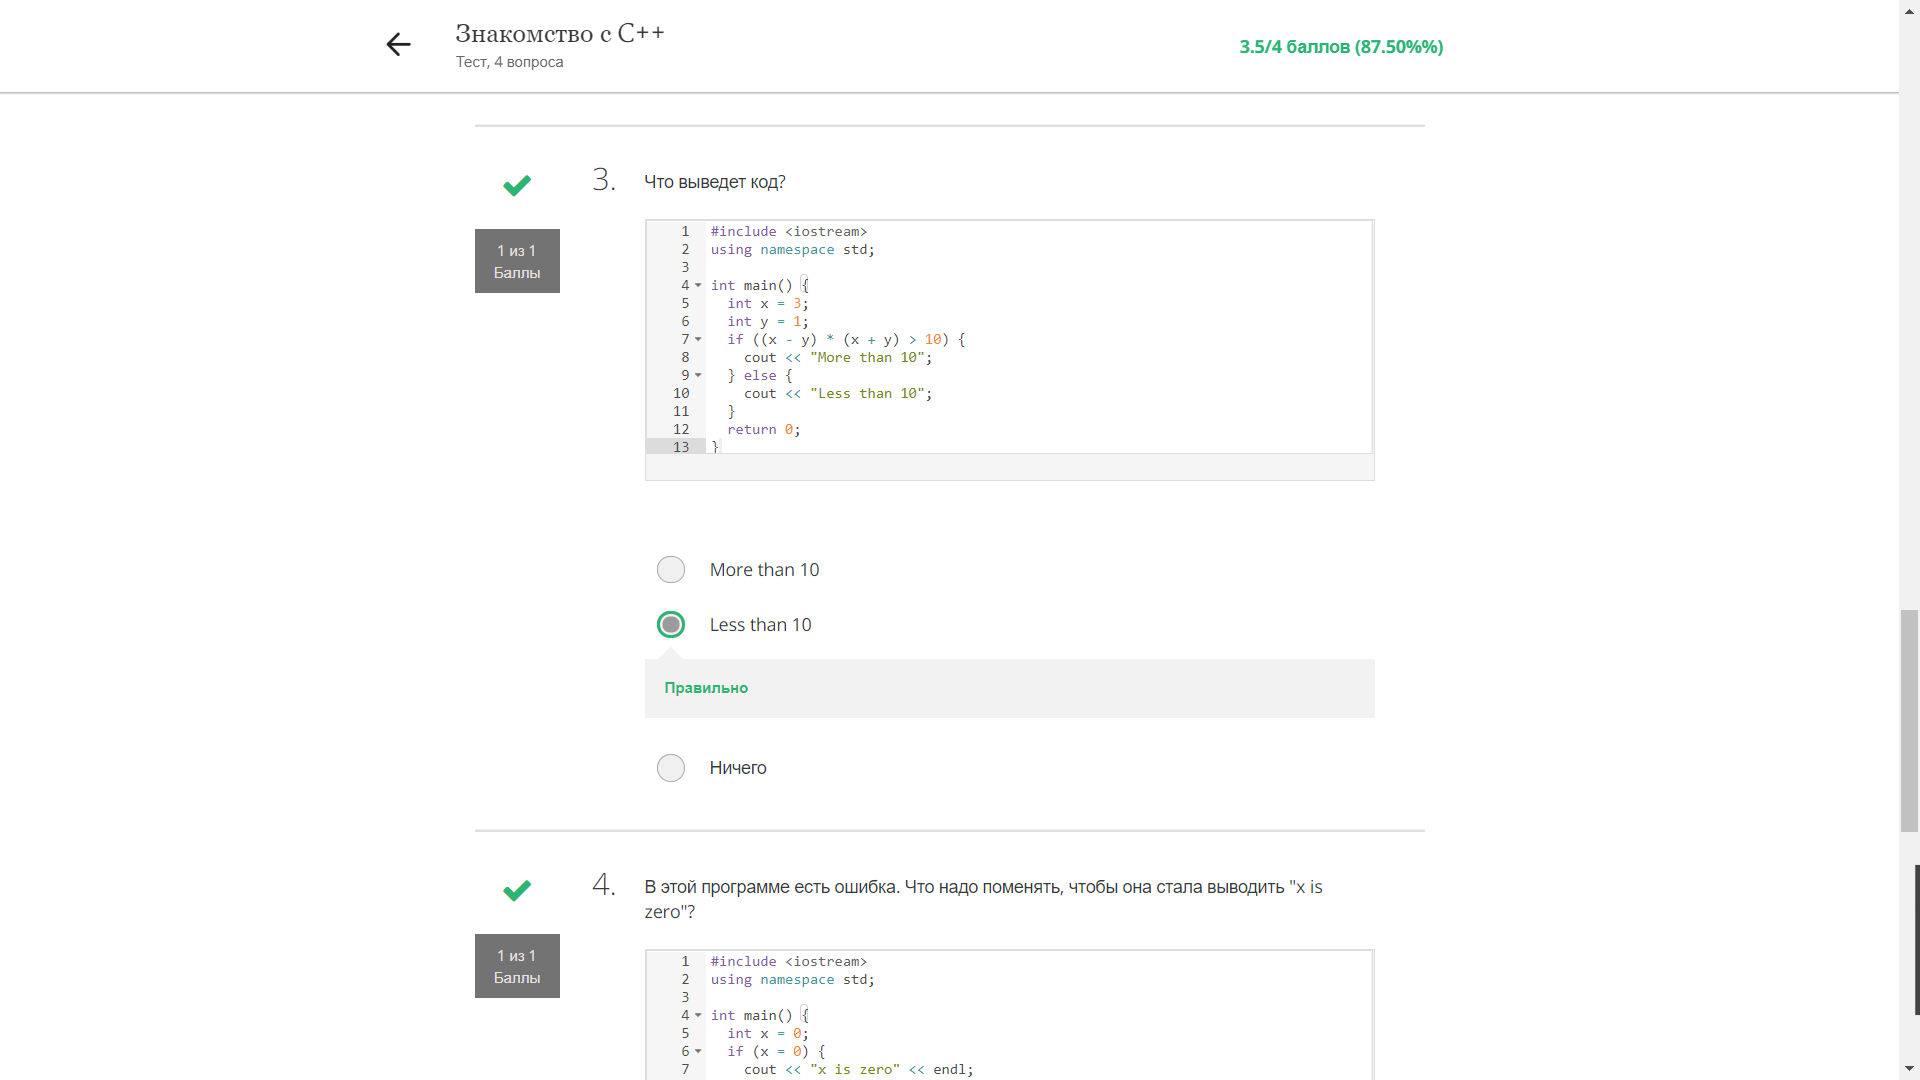 Знакомство с C++
Тест, 4 вопроса
3.5/4 баллов (87.50%%)
3. Что выведет код?
1 из 1
Баллы
1 #include <iostream>
2 using namespace std;
3
4 int main() {
5 int x = 3;
6 int y = 1;
7 if ((x - y) * (x + y) > 10) {
8 cout << "More than 10";
9 } else {
10 cout << "Less than 10";
11 }
12 return 0;
13 }
More than 10
Less than 10
Правильно
Ничего
4. В этой программе есть ошибка. Что надо поменять, чтобы она стала выводить "x is
zero"?
1 из 1
Баллы
1 #include <iostream>
2 using namespace std;
3
4 int main() {
5 int x = 0;
6 if (x = 0) {
7 cout << "x is zero" << endl;